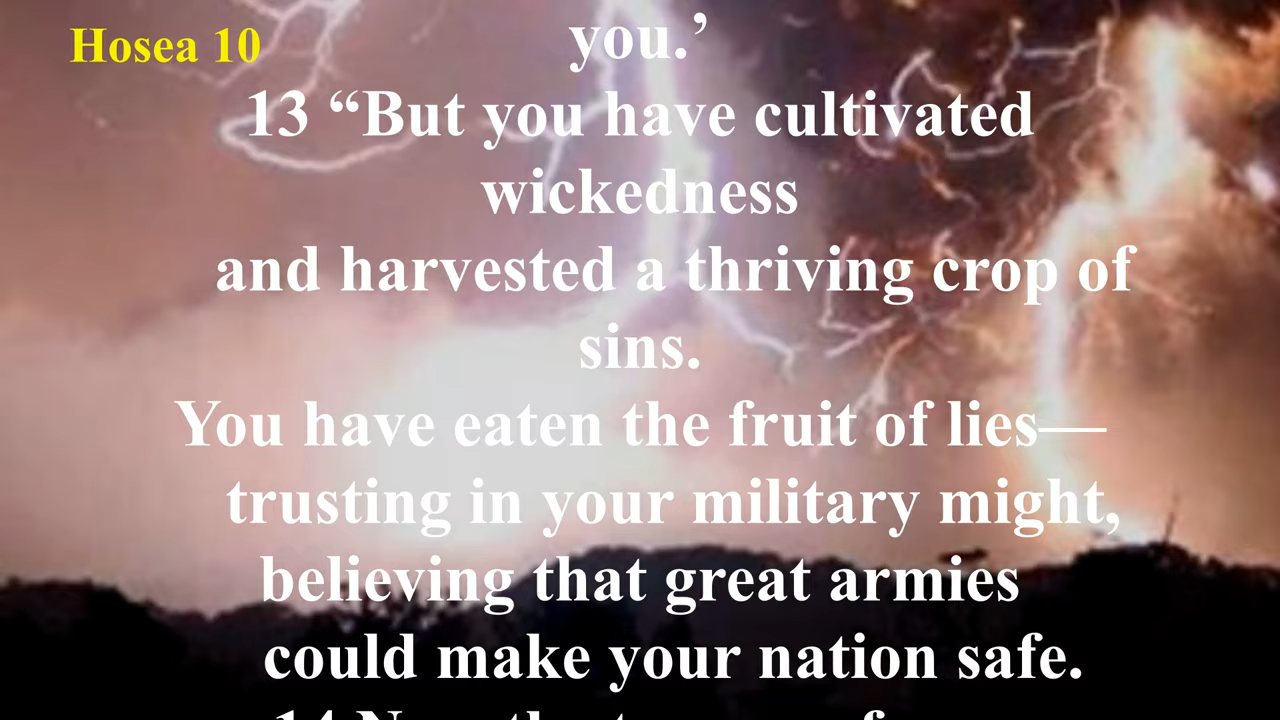 Hosea 10
you.’
13 “But you have cultivated
wickedness
and harvested a thriving crop of
sins.
You have eaten the fruit of lies—
trusting in your military might,
believing that great armies
could make your nation safe.